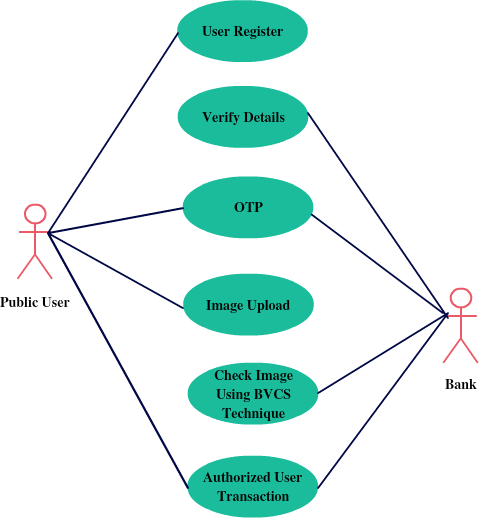 User Register
Verify Details
OTP
Public User
Image Upload
Check Image
Using BVCS
Technique
Bank
Authorized User
Transaction